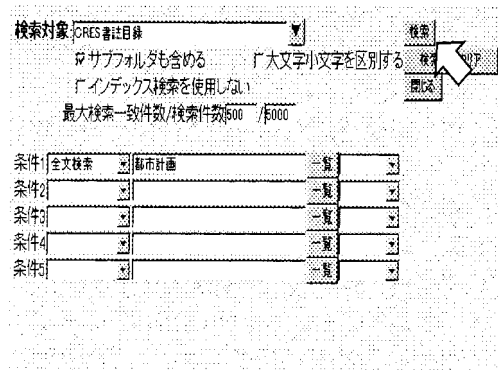 検索対象 CRES書誌目録 検索
サブフォルダも含める 大文字小文字を区別する 検索 リア
インデックス検索を使用しない 閉じる
最大検索一致件数/検索件数 500 /5000
条件1 全文検索 都市計画 一覧
条件2 一覧
条件3 一覧
条件4 一覧
条件5 一覧